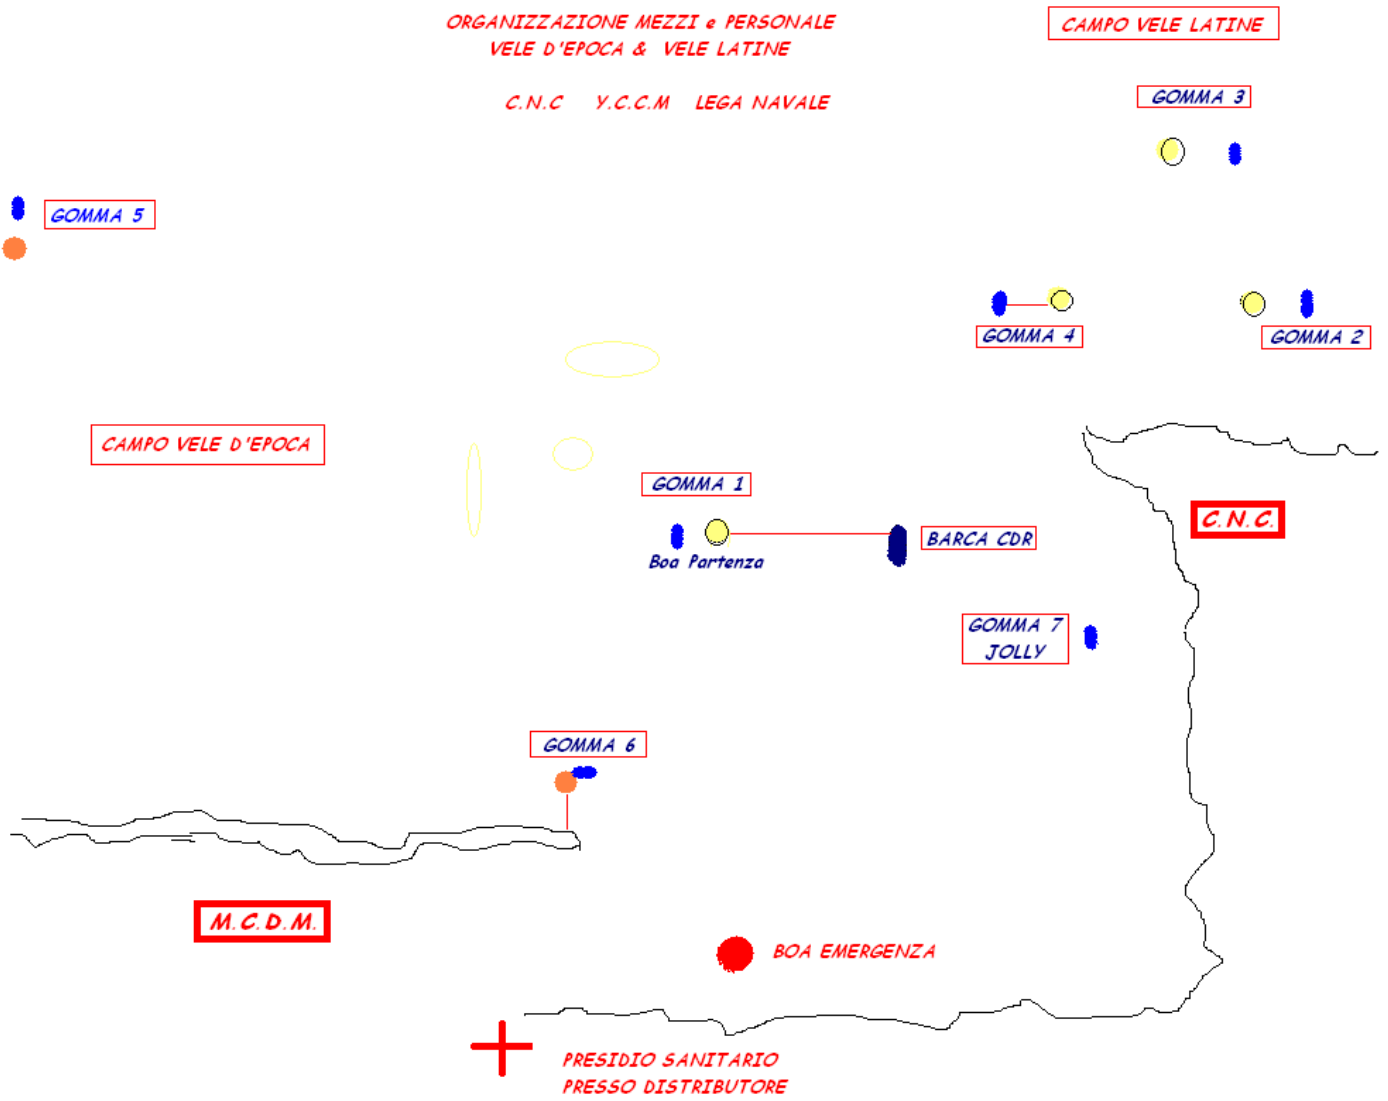 ORGANIZZAZIONE MEZZI e PERSONALE
VELE D'EPOCA & VELE LATINE
C.N.C Y.C.C.M LEGA NAVALE
CAMPO VELE LATINE
GOMMA 3
GOMMA 5
GOMMA 4
GOMMA 2
CAMPO VELE D'EPOCA
GOMMA 1
Boa Partenza
BARCA CDR
C.N.C.
GOMMA 7
JOLLY
GOMMA 6
M.C.D.M.
BOA EMERGENZA
PRESIDIO SANITARIO
PRESSO DISTRIBUTORE